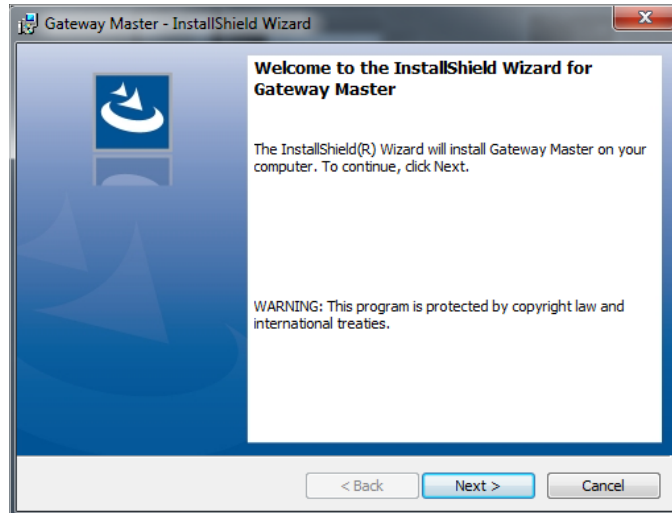 Gateway Master - InstallShield Wizard
Welcome to the InstallShield Wizard for
Gateway Master
The InstallShield(R) Wizard will install Gateway Master on your
computer. To continue, click Next.
WARNING: This program is protected by copyright law and
international treaties.
< Back Next > Cancel